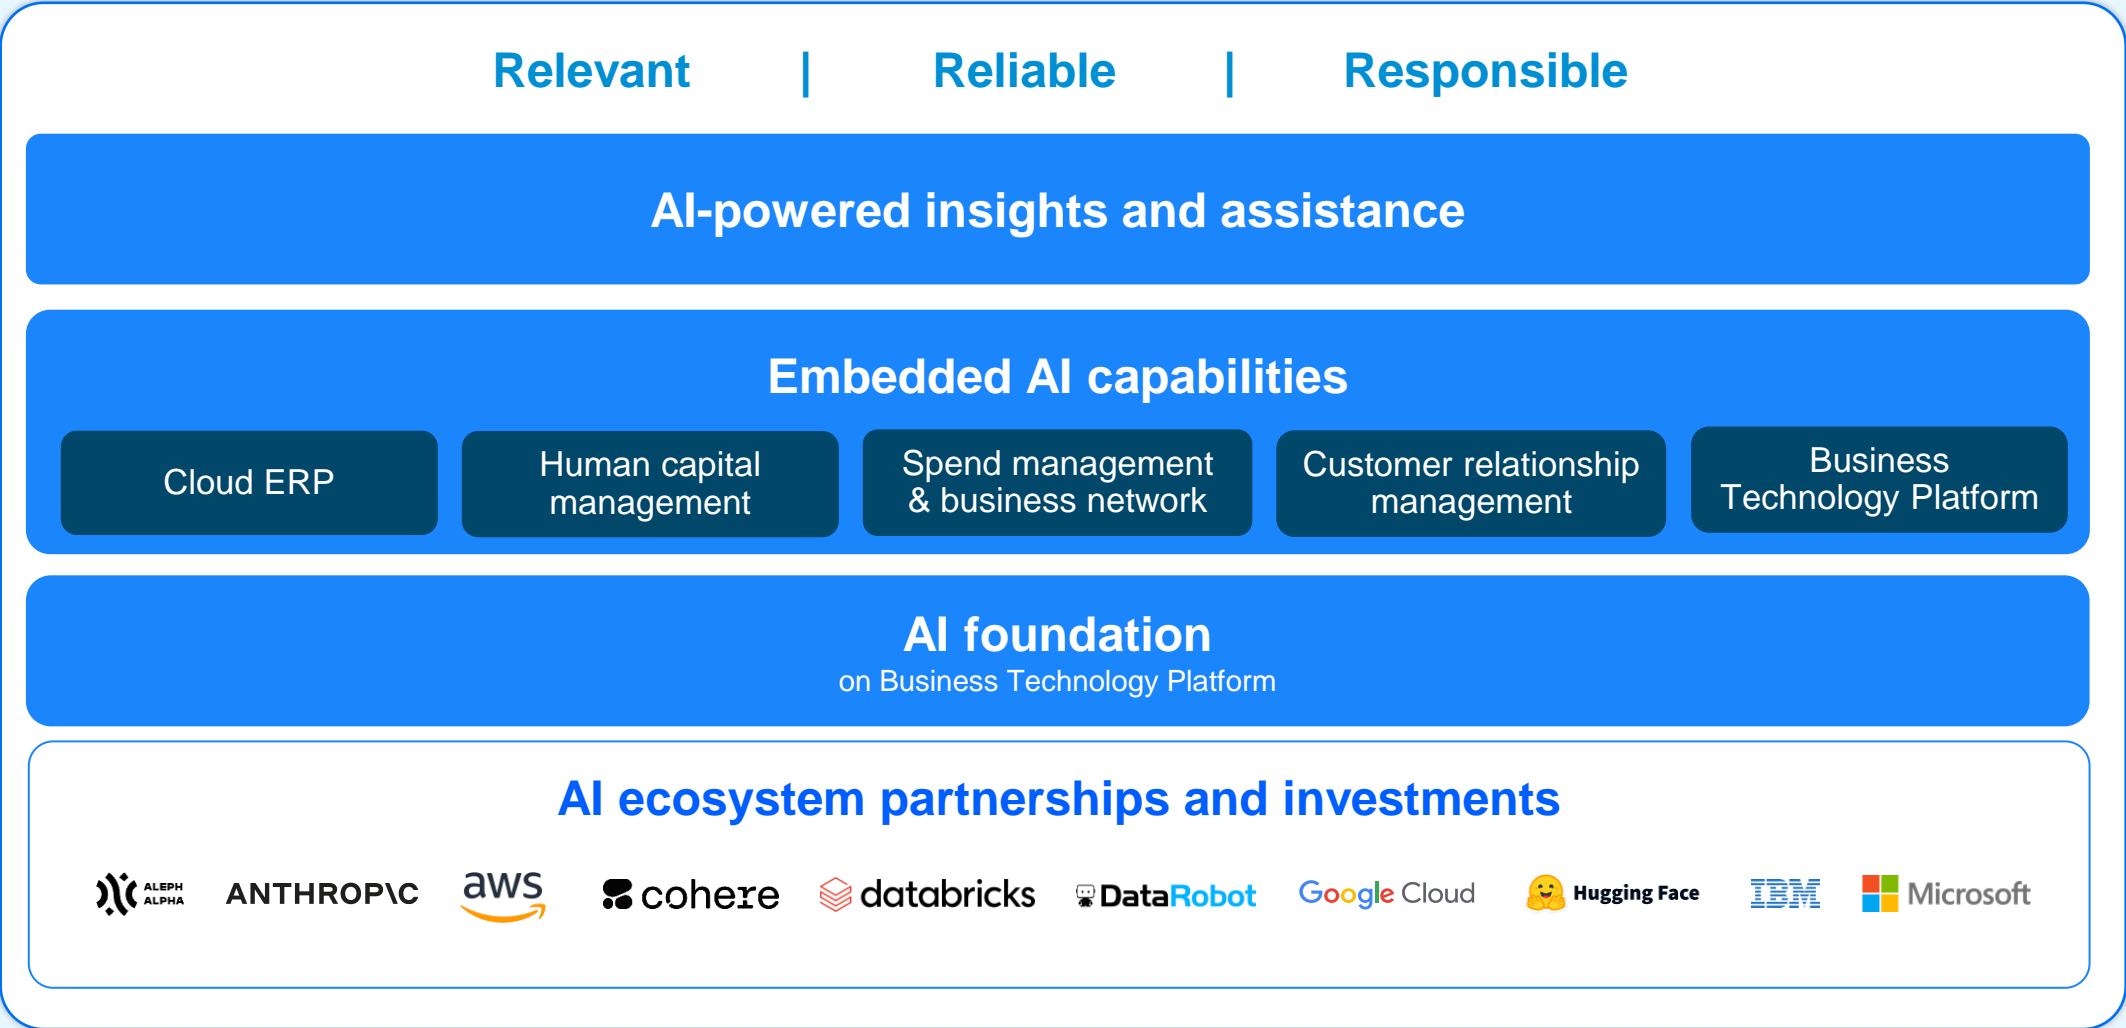 Relevant | Reliable | Responsible
AI-powered insights and assistance
Embedded AI capabilities
Cloud ERP
Human capital
management
Spend management
& business network
Customer relationship
management
Business
Technology Platform
AI foundation
on Business Technology Platform
AI ecosystem partnerships and investments
ALEPH
ALPHA
ANTHROP\C
aws
cohere
databricks
DataRobot
Google Cloud
Hugging Face
IBM
Microsoft